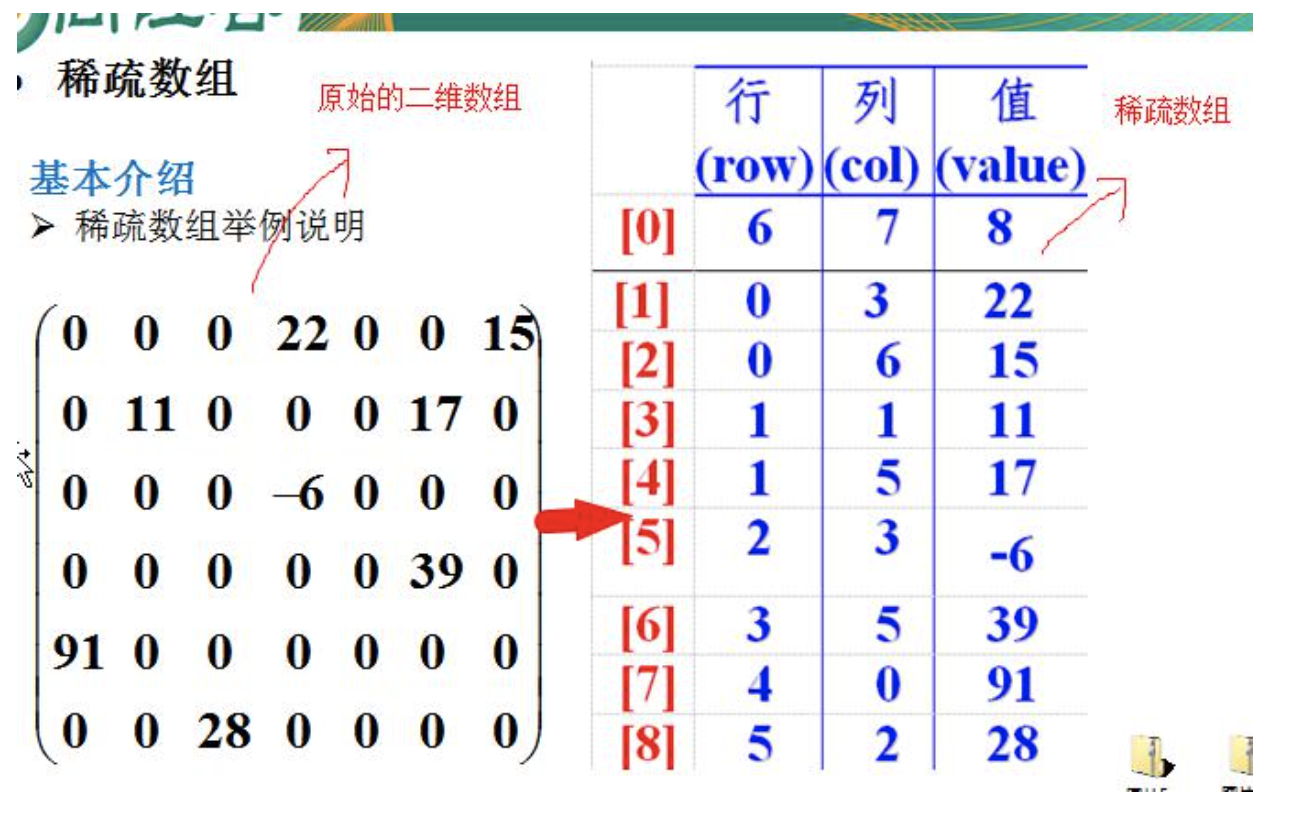 稀疏数组
原始的二维数组
基本介绍
➢ 稀疏数组举例说明
0 0 0 22 0 0 15
0 11 0 0 0 17 0
0 0 0 –6 0 0 0
0 0 0 0 0 39 0
91 0 0 0 0 0 0
0 0 28 0 0 0 0
行 列 值
(row) (col) (value)
稀疏数组
[0] 6 7 8
[1] 0 3 22
[2] 0 6 15
[3] 1 1 11
[4] 1 5 17
[5] 2 3 -6
[6] 3 5 39
[7] 4 0 91
[8] 5 2 28